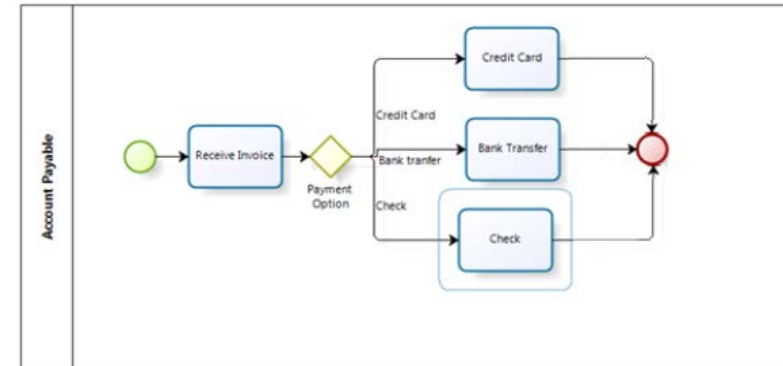 Account Payable
Receive Invoice
Payment
Option
Credit Card
Bank tranfer
Check
Credit Card
Bank Transfer
Check